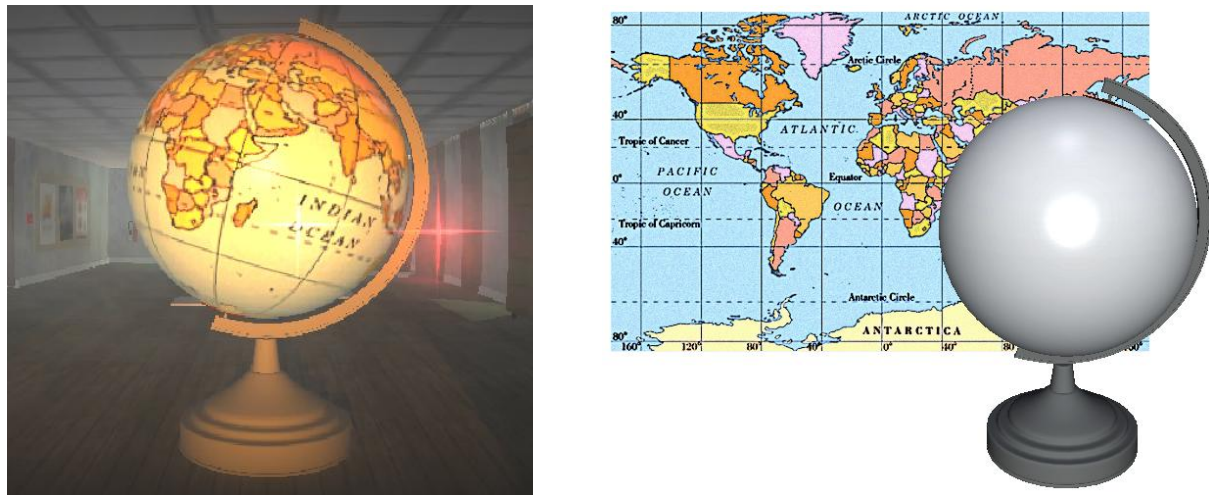 INDIAN
OCEAN
80°
ARCTIC OCEAN
Arctic Circle
40°
ATLANTIC
Tropic of Cancer
PACIFIC
OCEAN
0°
Equator
OCEAN
Tropic of Capricorn
40°
Antarctic Circle
ANTARCTICA
80°
160° 120° 80° 40° 0° 40° 80°